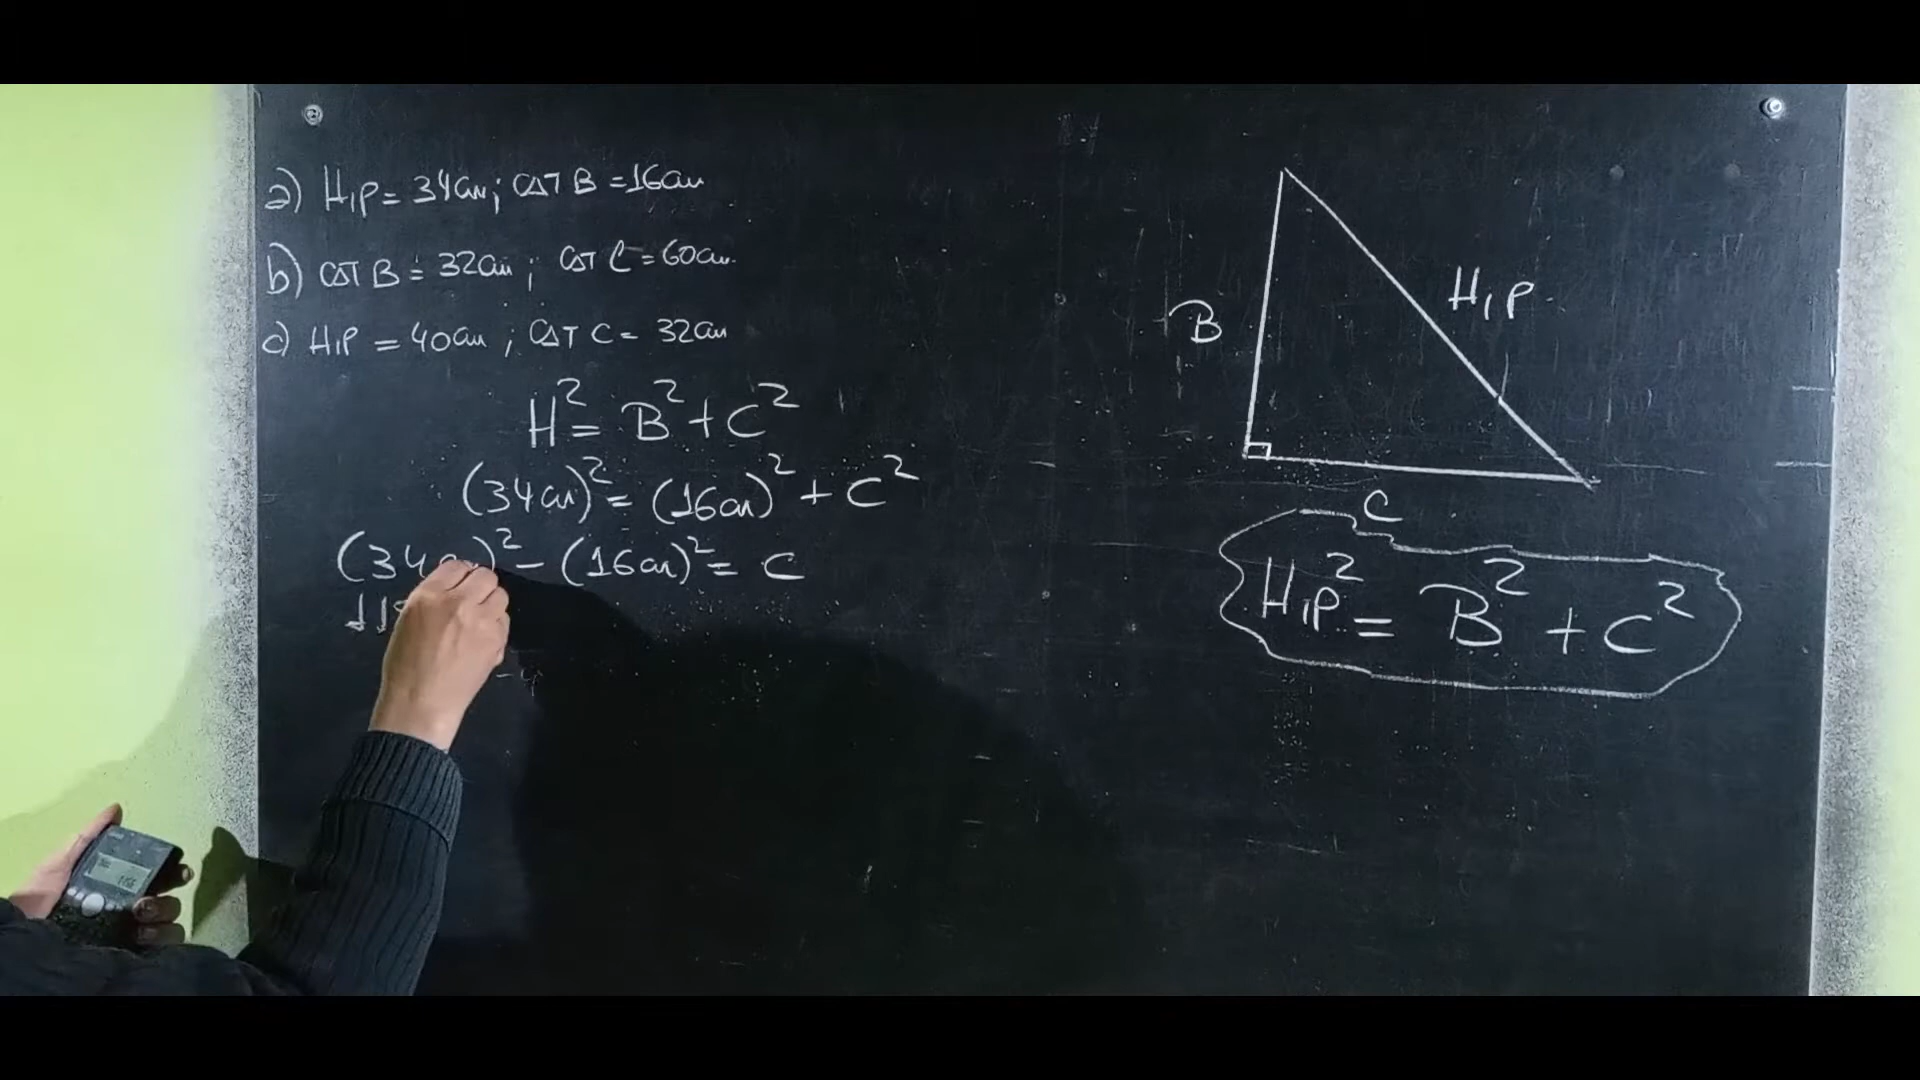 a) Hip = 34cm; CAT B = 16cm
b) CAT B = 32cm; CAT C = 60cm.
c) Hip = 40cm; CAT C = 32cm
H² = B² + C²
(34cm)² = (16cm)² + C²
(34cm)² - (16cm)² = C
B
Hip.
C
Hip² = B² + C²